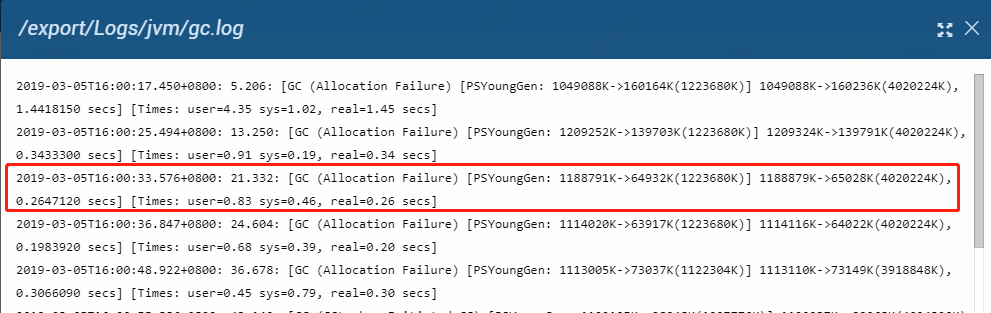 /export/Logs/jvm/gc.log
2019-03-05T16:00:17.450+0800: 5.206: [GC (Allocation Failure) [PSYoungGen: 1049088K->160164K(1223680K)] 1049088K->160236K(4020224K),
1.4418150 secs] [Times: user=4.35 sys=1.02, real=1.45 secs]
2019-03-05T16:00:25.494+0800: 13.250: [GC (Allocation Failure) [PSYoungGen: 1209252K->139703K(1223680K)] 1209324K->139791K(4020224K),
0.3433300 secs] [Times: user=0.91 sys=0.19, real=0.34 secs]
2019-03-05T16:00:33.576+0800: 21.332: [GC (Allocation Failure) [PSYoungGen: 1188791K->64932K(1223680K)] 1188879K->65028K(4020224K),
0.2647120 secs] [Times: user=0.83 sys=0.46, real=0.26 secs]
2019-03-05T16:00:36.847+0800: 24.604: [GC (Allocation Failure) [PSYoungGen: 1114020K->63917K(1223680K)] 1114116K->64022K(4020224K),
0.1983920 secs] [Times: user=0.68 sys=0.39, real=0.20 secs]
2019-03-05T16:00:48.922+0800: 36.678: [GC (Allocation Failure) [PSYoungGen: 1113005K->73037K(1122304K)] 1113110K->73149K(3918848K),
0.3066090 secs] [Times: user=0.45 sys=0.79, real=0.30 secs]